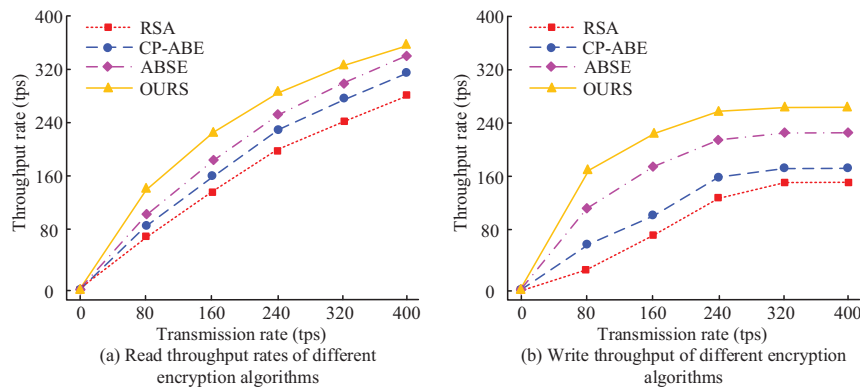 400
320
240
160
80
0
Throughput rate (tps)
RSA
CP-ABE
ABSE
OURS
0 80 160 240 320 400
Transmission rate (tps)
(a) Read throughput rates of different
encryption algorithms
400
320
240
160
80
0
Throughput rate (tps)
RSA
CP-ABE
ABSE
OURS
0 80 160 240 320 400
Transmission rate (tps)
(b) Write throughput of different encryption
algorithms